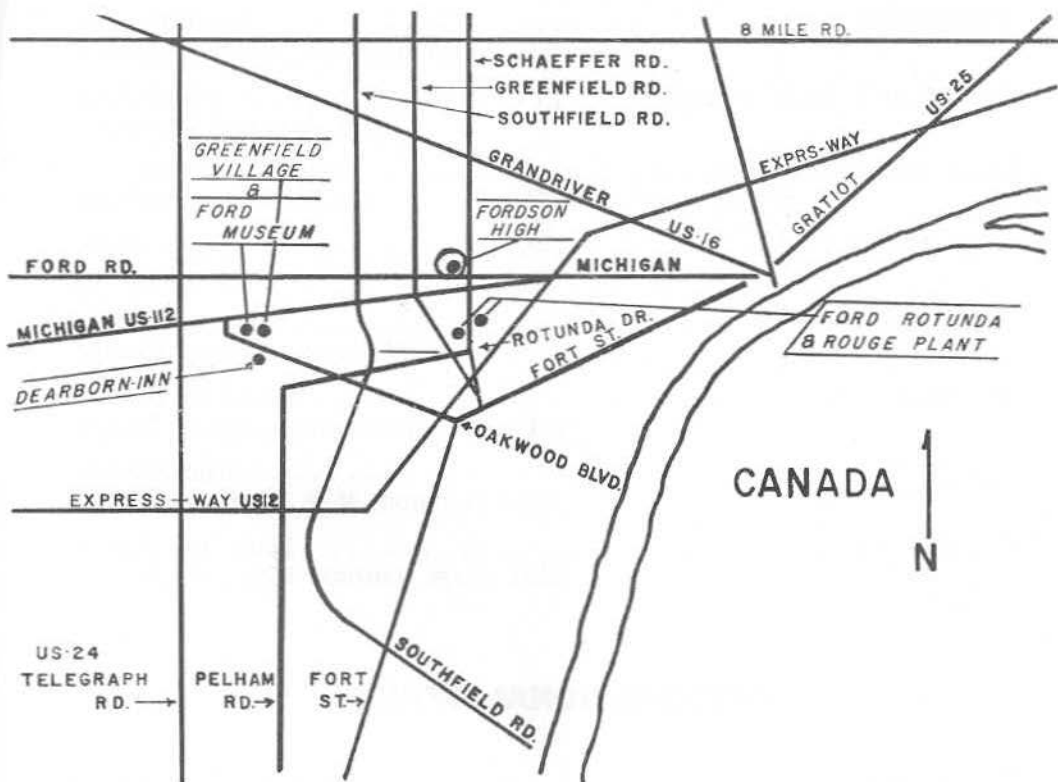 8 MILE RD.
SCHAEFFER RD.
GREENFIELD RD.
SOUTHFIELD RD.
US-25
EXPRS-WAY
GRATIOT
GREENFIELD
VILLAGE
&
FORD
MUSEUM
GRANDRIVER
US-16
FORDSON
HIGH
FORD RD.
MICHIGAN
MICHIGAN US-112
ROTUNDA DR.
FORT ST.
FORD ROTUNDA
& ROUGE PLANT
DEARBORN-INN
OAKWOOD BLVD.
CANADA
N
EXPRESS-WAY US12
US-24
TELEGRAPH
RD.
PELHAM
RD.
FORT
ST.
SOUTHFIELD RD.